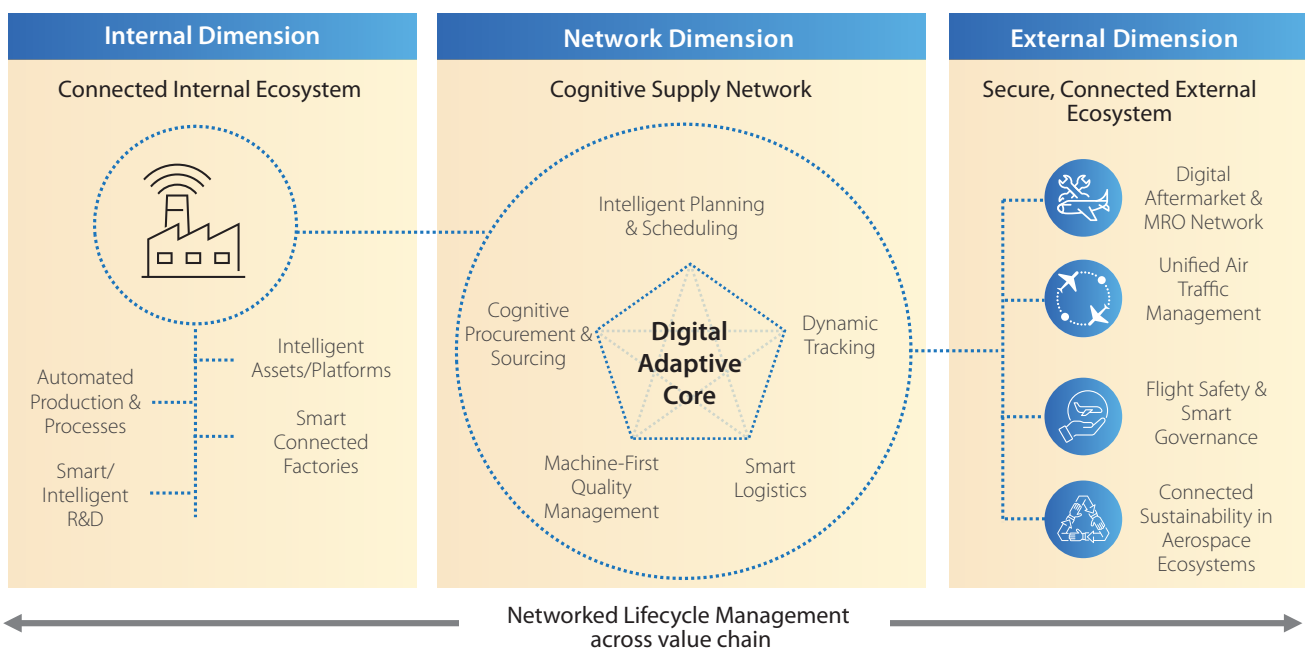 Internal Dimension
Connected Internal Ecosystem
Intelligent
Assets/Platforms
Automated
Production &
Processes
Smart
Connected
Factories
Smart/
Intelligent
R&D
Network Dimension
Cognitive Supply Network
Intelligent Planning
& Scheduling
Cognitive
Procurement &
Sourcing
Digital
Adaptive
Core
Dynamic
Tracking
Machine-First
Quality
Management
Smart
Logistics
External Dimension
Secure, Connected External
Ecosystem
Digital
Aftermarket &
MRO Network
Unified Air
Traffic
Management
Flight Safety &
Smart
Governance
Connected
Sustainability in
Aerospace
Ecosystems
Networked Lifecycle Management
across value chain